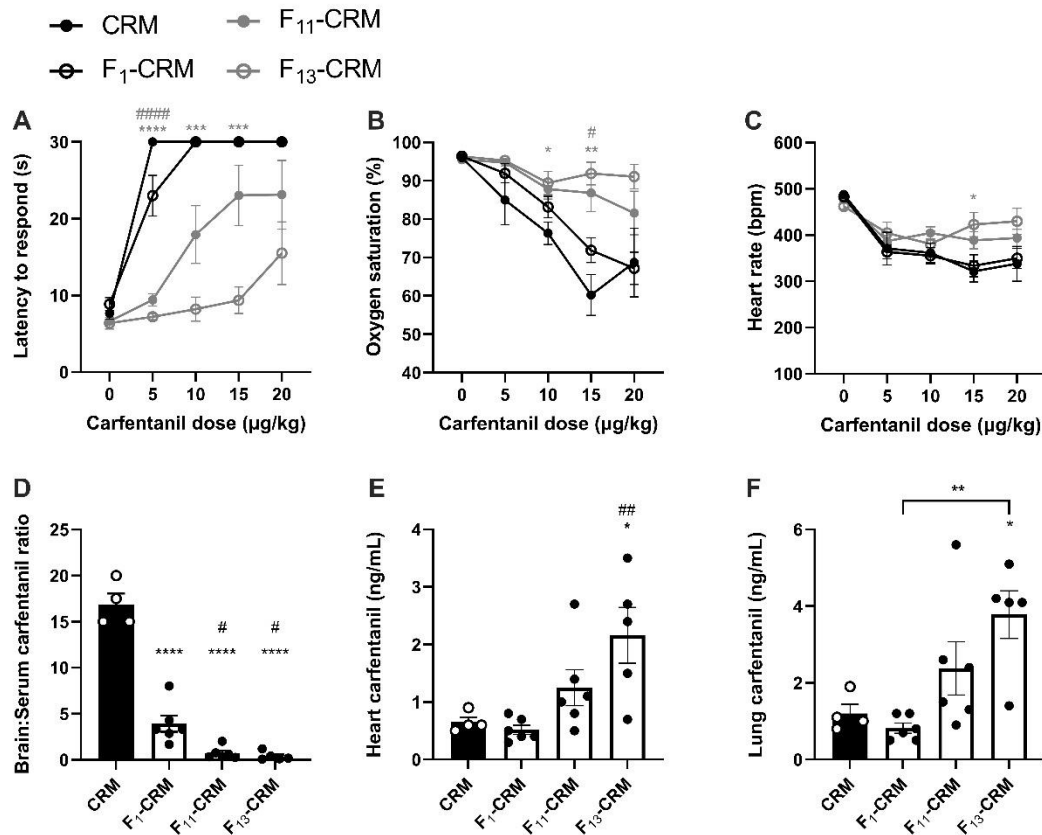 CRM F₁₁-CRM
F₁-CRM F₁₃-CRM
A
####
**** *** ***
30
20
10
0
Latency to respond (s)
0 5 10 15 20
Carfentanil dose (µg/kg)
B
#
* **
100
90
80
70
60
50
40
Oxygen saturation (%)
0 5 10 15 20
Carfentanil dose (µg/kg)
C
*
600
500
400
300
200
100
Heart rate (bpm)
0 5 10 15 20
Carfentanil dose (µg/kg)
D
25
20
15
10
5
0
Brain:Serum carfentanil ratio
# #
**** **** ****
CRM F₁-CRM F₁₁-CRM F₁₃-CRM
E
4
3
2
1
0
Heart carfentanil (ng/mL)
##
*
CRM F₁-CRM F₁₁-CRM F₁₃-CRM
F
6
4
2
0
Lung carfentanil (ng/mL)
**
*
CRM F₁-CRM F₁₁-CRM F₁₃-CRM